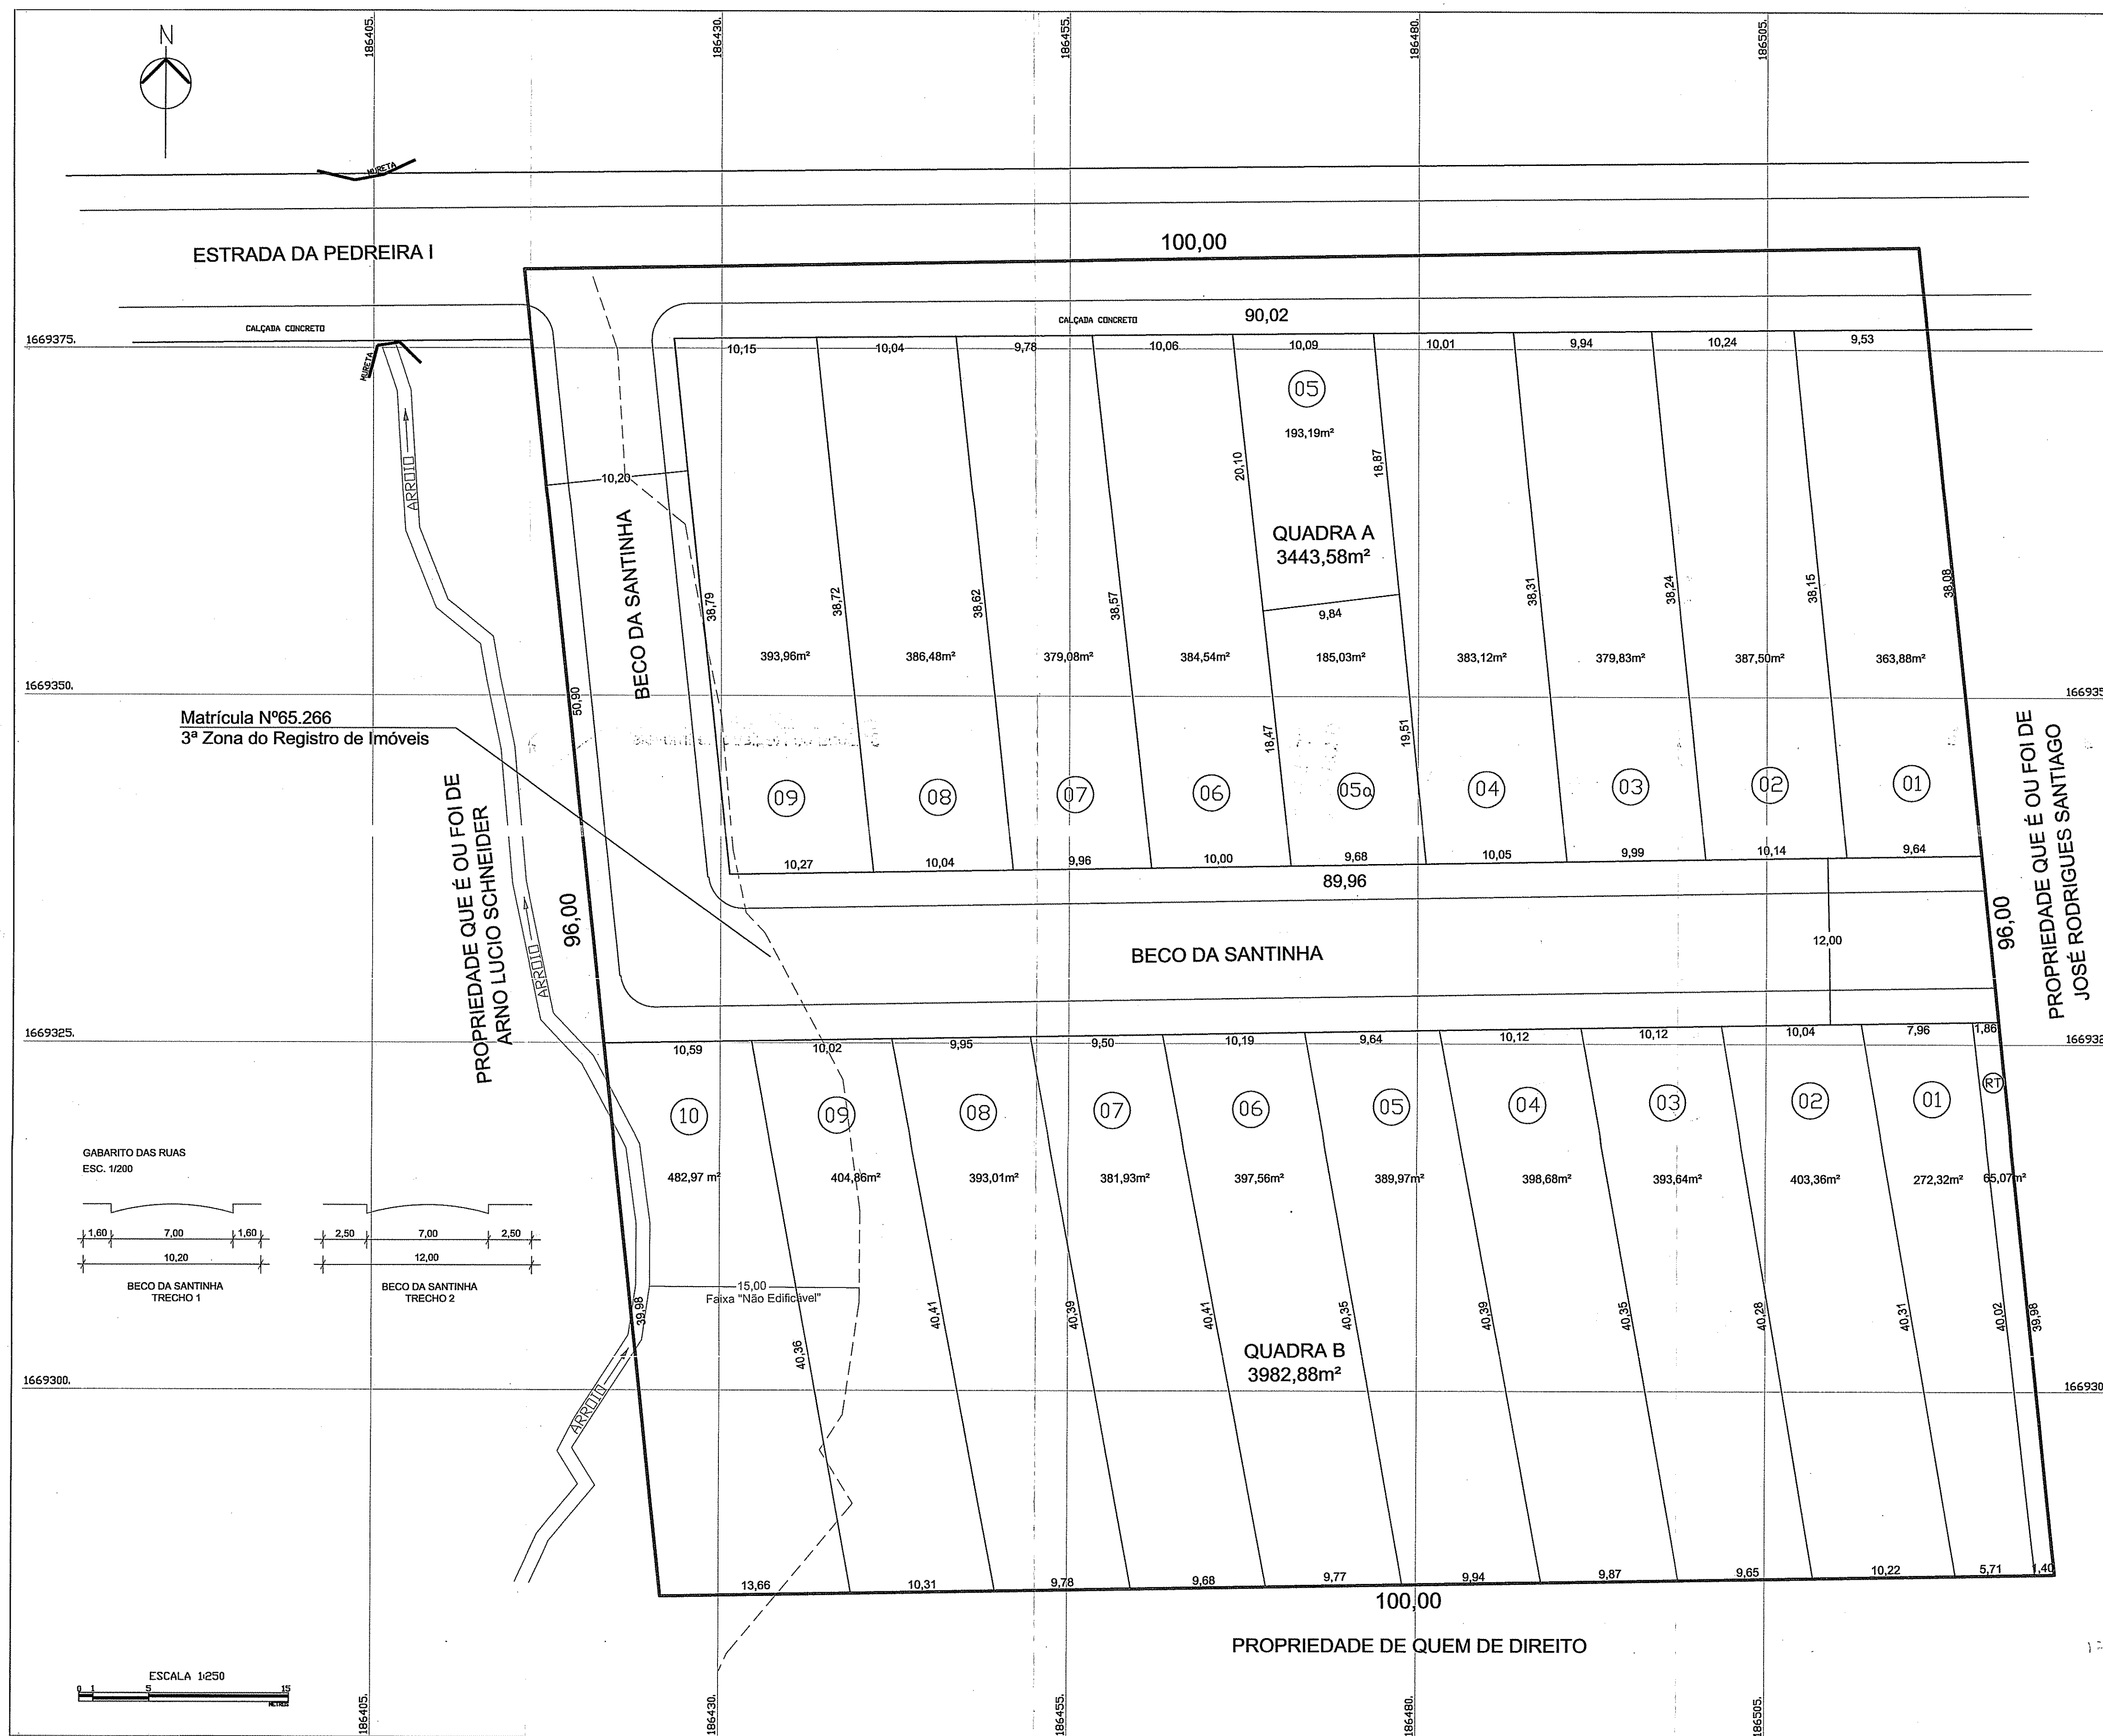 186405.
186430.
186455.
186480.
186505.
N
MURETA
ESTRADA DA PEDREIRA I
100,00
CALÇADA CONCRETO
CALÇADA CONCRETO
90,02
1669375.
MURETA
10,15
10,04
9,78
10,06
10,09
10,01
9,94
10,24
9,53
05
193,19m²
ARROIO
10,20
20,10
18,87
BECO DA SANTINHA
QUADRA A
3443,58m²
38,79
38,72
38,62
38,57
38,31
38,24
38,15
38,08
9,84
393,96m²
386,48m²
379,08m²
384,54m²
185,03m²
383,12m²
379,83m²
387,50m²
363,88m²
1669350.
50,90
166935
Matrícula Nº65.266
3ª Zona do Registro de Imóveis
18,47
19,51
09
08
07
06
05a
04
03
02
01
PROPRIEDADE QUE É OU FOI DE
ARNO LUCIO SCHNEIDER
PROPRIEDADE QUE É OU FOI DE
JOSÉ RODRIGUES SANTIAGO
10,27
10,04
9,96
10,00
9,68
10,05
9,99
10,14
9,64
89,96
96,00
96,00
ARROIO
BECO DA SANTINHA
12,00
1669325.
166932
10,59
10,02
9,95
9,50
10,19
9,64
10,12
10,12
10,04
7,96
1,86
RT
10
09
08
07
06
05
04
03
02
01
482,97 m²
404,86m²
393,01m²
381,93m²
397,56m²
389,97m²
398,68m²
393,64m²
403,36m²
272,32m²
65,07m²
GABARITO DAS RUAS
ESC. 1/200
1,60
7,00
1,60
10,20
BECO DA SANTINHA
TRECHO 1
2,50
7,00
2,50
12,00
BECO DA SANTINHA
TRECHO 2
15,00
Faixa "Não Edificável"
39,98
40,36
40,41
40,39
40,41
40,35
40,39
40,35
40,28
40,31
40,02
39,98
QUADRA B
3982,88m²
1669300.
166930
ARROIO
13,66
10,31
9,78
9,68
9,77
9,94
9,87
9,65
10,22
5,71
1,40
100,00
PROPRIEDADE DE QUEM DE DIREITO
ESCALA 1:250
0 1 5 15
METROS
186405.
186430.
186455.
186480.
186505.